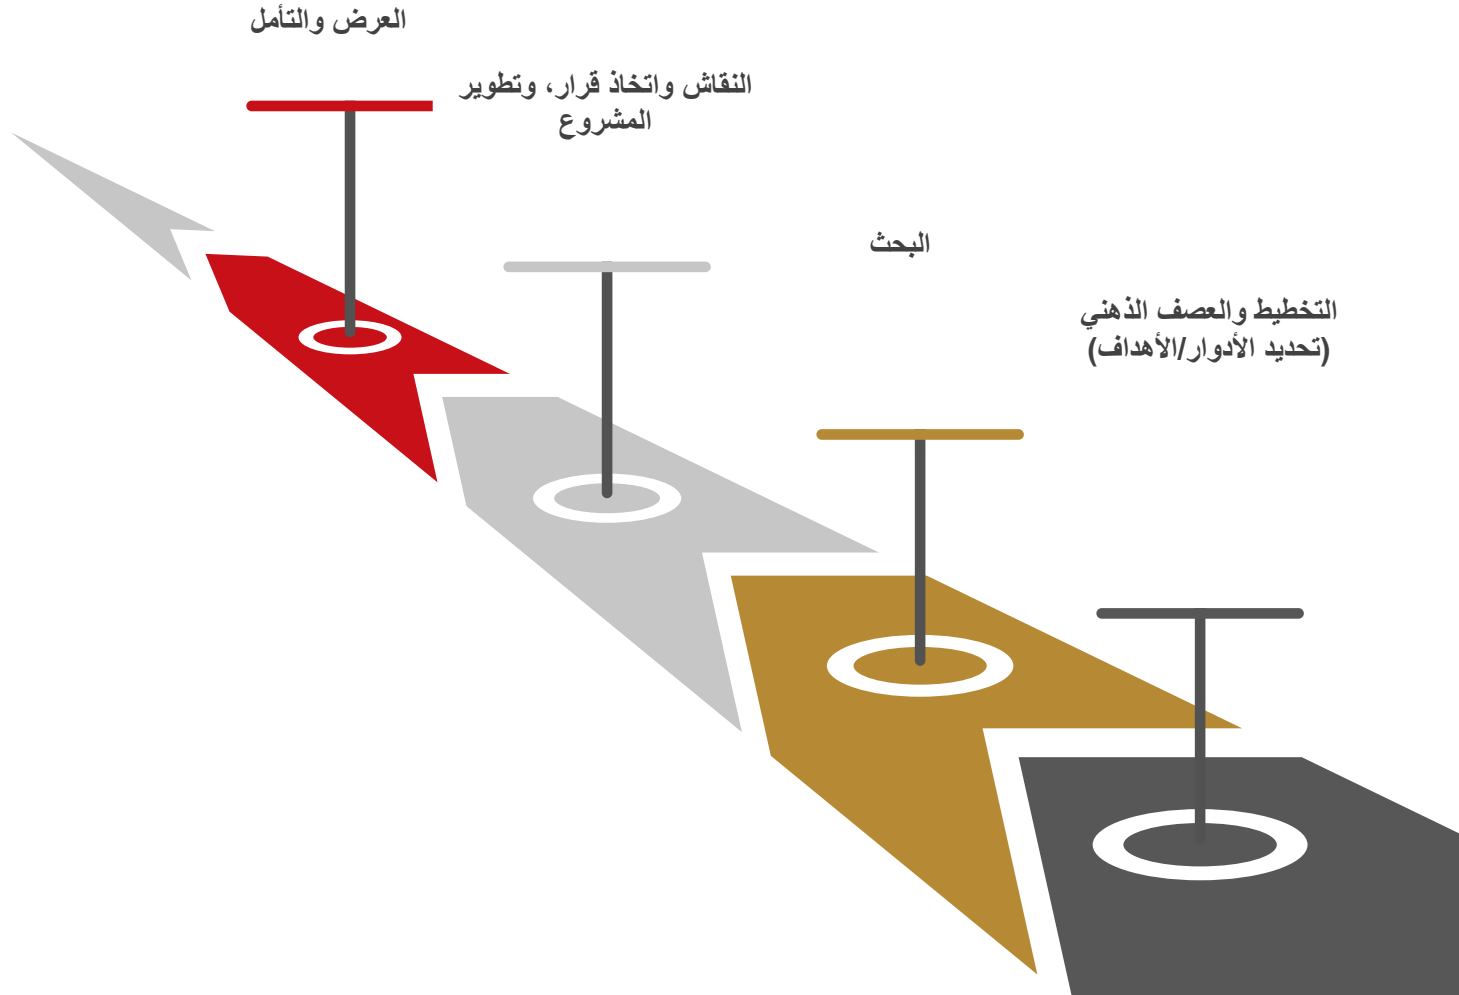 العرض والتأمل
النقاش واتخاذ قرار، وتطوير
المشروع
البحث
التخطيط والعصف الذهني
(تحديد الأدوار/الأهداف)